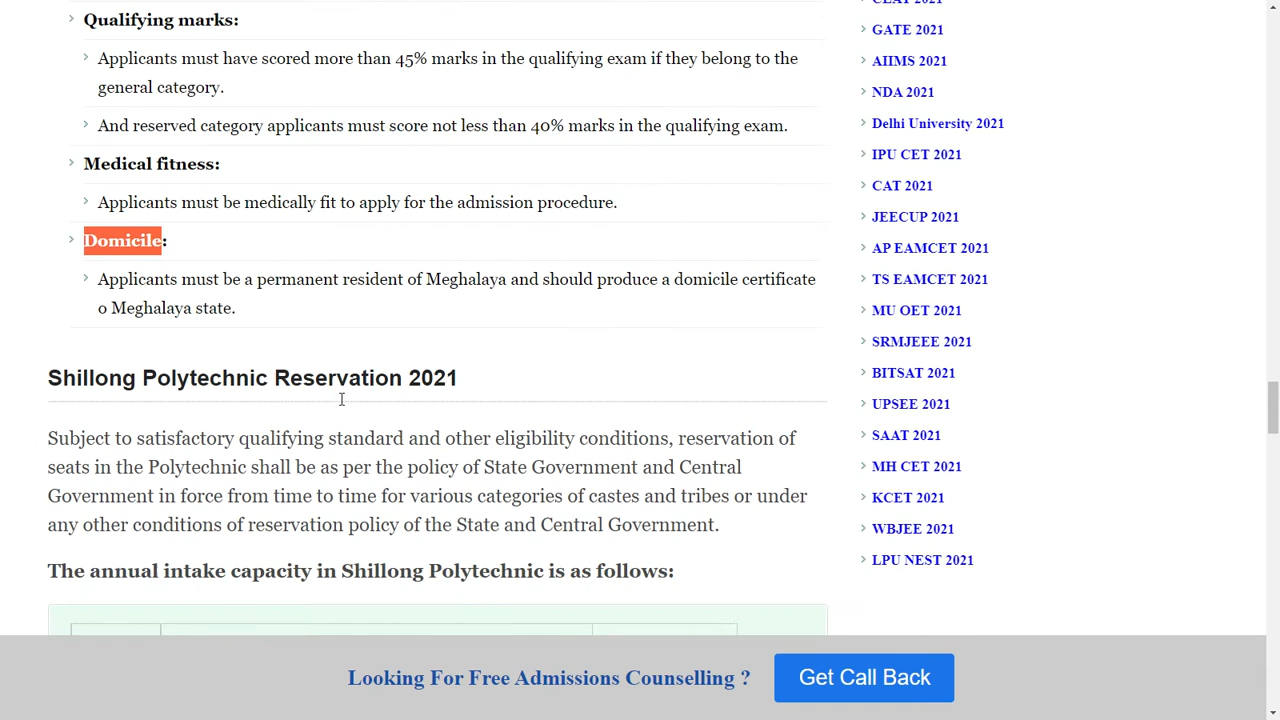 Qualifying marks:
Applicants must have scored more than 45% marks in the qualifying exam if they belong to the
general category.
And reserved category applicants must score not less than 40% marks in the qualifying exam.
Medical fitness:
Applicants must be medically fit to apply for the admission procedure.
Domicile:
Applicants must be a permanent resident of Meghalaya and should produce a domicile certificate
o Meghalaya state.
Shillong Polytechnic Reservation 2021
Subject to satisfactory qualifying standard and other eligibility conditions, reservation of
seats in the Polytechnic shall be as per the policy of State Government and Central
Government in force from time to time for various categories of castes and tribes or under
any other conditions of reservation policy of the State and Central Government.
The annual intake capacity in Shillong Polytechnic is as follows:
GATE 2021
AIIMS 2021
NDA 2021
Delhi University 2021
IPU CET 2021
CAT 2021
JEECUP 2021
AP EAMCET 2021
TS EAMCET 2021
MU OET 2021
SRMJEEE 2021
BITSAT 2021
UPSEE 2021
SAAT 2021
MH CET 2021
KCET 2021
WBJEE 2021
LPU NEST 2021
Looking For Free Admissions Counselling ?
Get Call Back